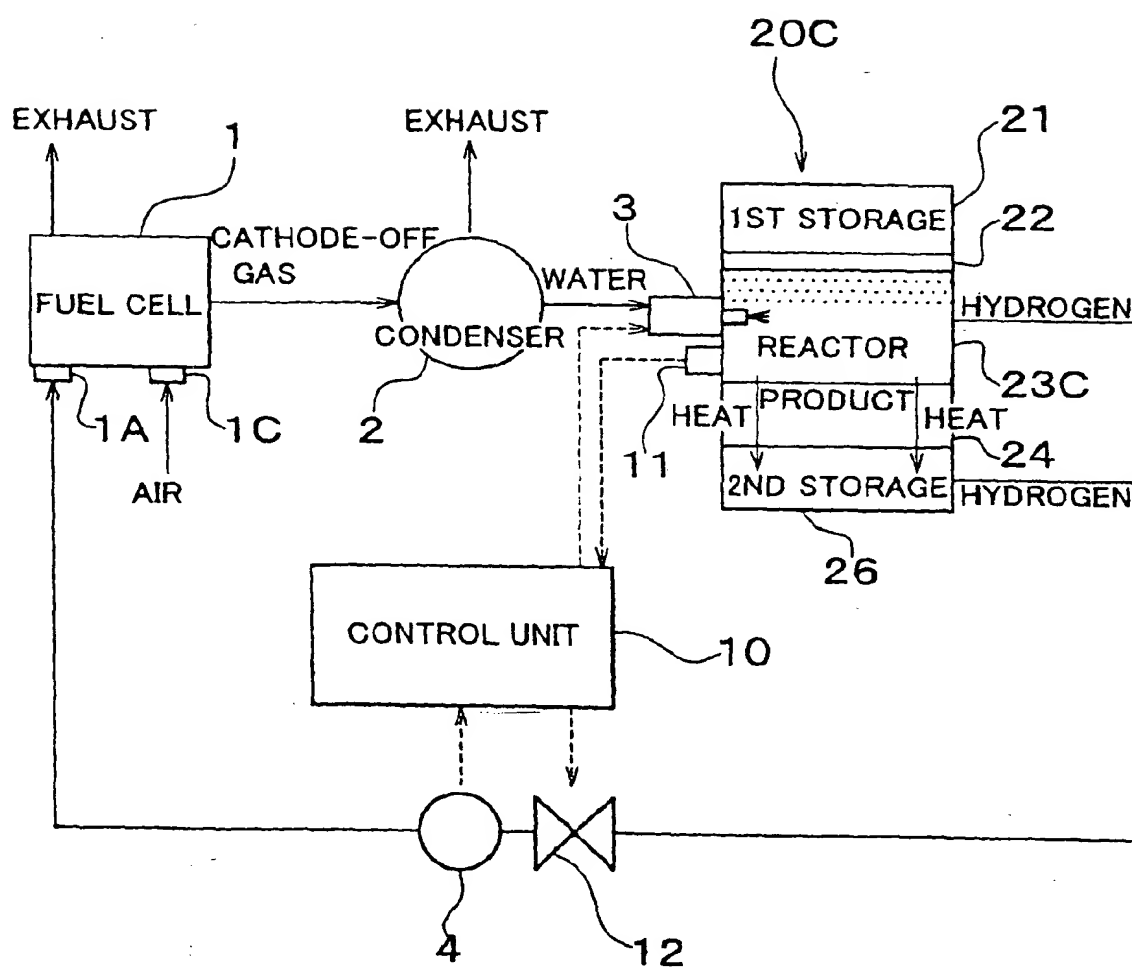 20C
EXHAUST
EXHAUST
1
21
1ST STORAGE
22
3
CATHODE-OFF
GAS
WATER
FUEL CELL
CONDENSER
HYDROGEN
REACTOR
23C
1A
1C
2
11
HEAT
PRODUCT
HEAT
24
AIR
2ND STORAGE
HYDROGEN
26
CONTROL UNIT
10
4
12